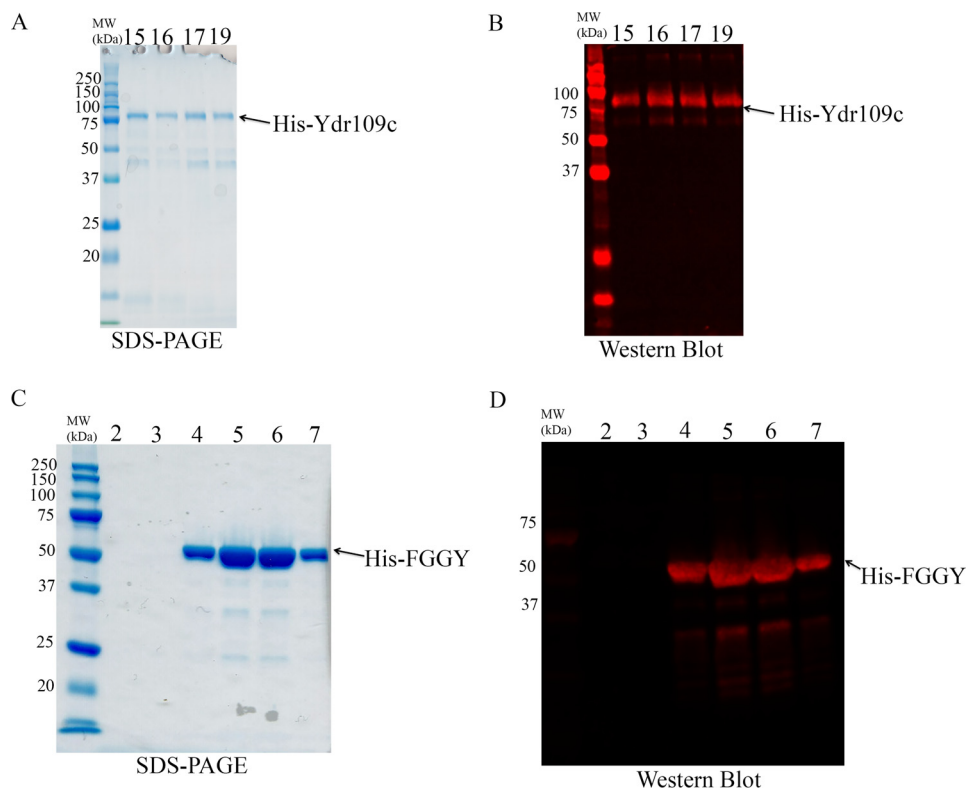 A
MW
(kDa)
15 16 17 19
250
150
100
75
50
37
25
20
His-Ydr109c
SDS-PAGE
B
MW
(kDa)
15 16 17 19
100
75
50
37
His-Ydr109c
Western Blot
C
MW
(kDa)
2 3 4 5 6 7
250
150
100
75
50
37
25
20
His-FGGY
SDS-PAGE
D
MW
(kDa)
2 3 4 5 6 7
75
50
37
His-FGGY
Western Blot